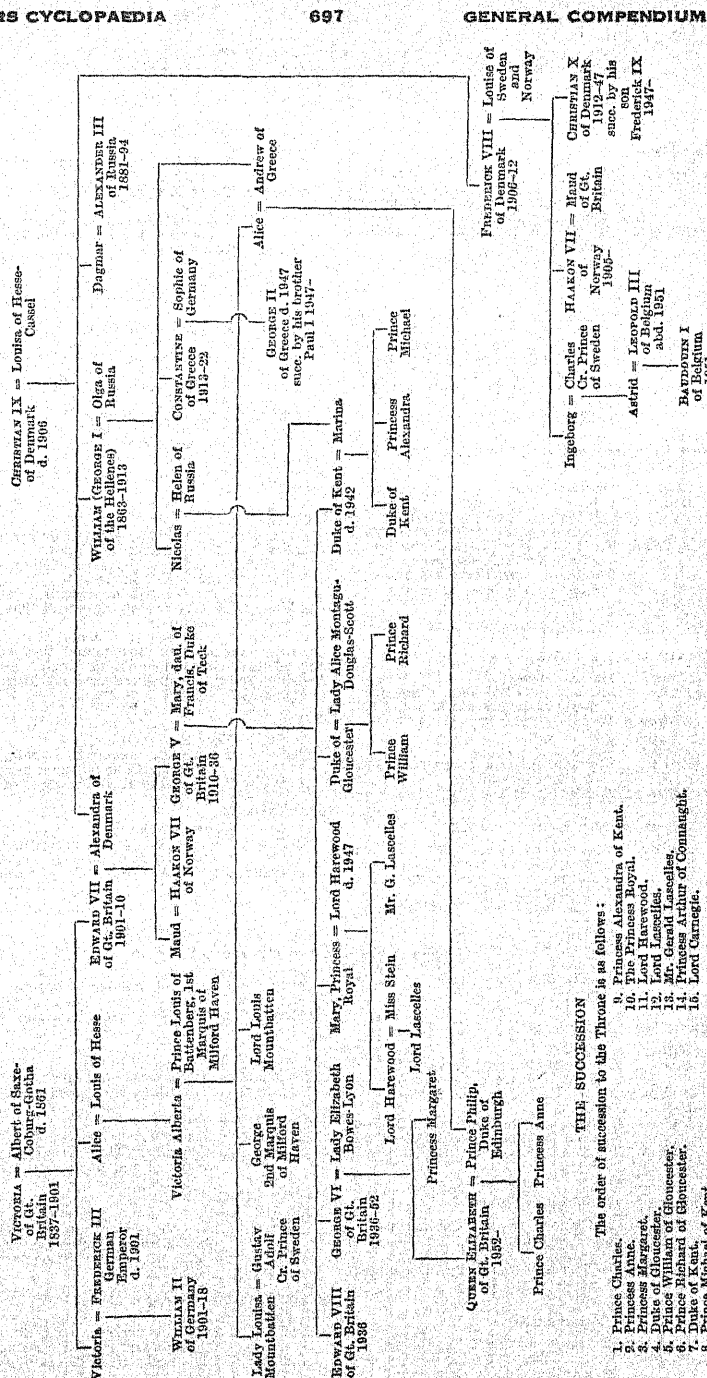 RS CYCLOPAEDIA
697
GENERAL COMPENDIUM
VICTORIA = Albert of Saxe-
of Gt. Coburg-Gotha
Britain d. 1861
1837-1901
CHRISTIAN IX = Louisa of Hesse-
of Denmark Cassel
d. 1906
Victoria = FREDERICK III
German
Emperor
d. 1901
Alice = Louis of Hesse
EDWARD VII = Alexandra of
of Gt. Britain Denmark
1901-10
WILLIAM (GEORGE I = Olga of
of the Hellenes) Russia
1863-1913
Dagmar = ALEXANDER III
of Russia
1881-94
WILLIAM II
of Germany
1901-18
Victoria Alberta = Prince Louis of
Battenberg, 1st
Marquis of
Milford Haven
Maud = HAAKON VII
of Norway
GEORGE V = Mary, dau. of
of Gt. Francis, Duke
Britain of Teck
1910-36
Nicolas = Helen of
Russia
CONSTANTINE = Sophie of
of Greece Germany
1913-22
Alice = Andrew of
Greece
Lady Louisa = Gustav
Mountbatten Adolf
Cr. Prince
of Sweden
George
2nd Marquis
of Milford
Haven
Lord Louis
Mountbatten
GEORGE II
of Greece d. 1947
succ. by his brother
Paul I 1947-
EDWARD VIII
of Gt. Britain
1936
GEORGE VI = Lady Elizabeth
of Gt. Bowes-Lyon
Britain
1936-52
Mary, Princess = Lord Harewood
Royal d. 1947
Duke of = Lady Alice Montagu-
Gloucester Douglas-Scott
Duke of Kent = Marina
d. 1942
Lord Harewood = Miss Stein
Mr. G. Lascelles
Lord Lascelles
Prince
William
Prince
Richard
Duke of
Kent
Princess
Alexandra
Prince
Michael
Princess Margaret
QUEEN ELIZABETH = Prince Philip,
of Gt. Britain Duke of
1952- Edinburgh
Prince Charles Princess Anne
FREDERICK VIII = Louise of
of Denmark Sweden
1906-12 and
Norway
Ingeborg = Charles
Cr. Prince
of Sweden
HAAKON VII = Maud
of of Gt.
Norway Britain
1905-
CHRISTIAN X
of Denmark
1912-47
succ. by his
son
Frederick IX
1947-
Astrid = LEOPOLD III
of Belgium
abd. 1951
BAUDOUIN I
of Belgium
THE SUCCESSION
The order of succession to the Throne is as follows:
1. Prince Charles.
2. Princess Anne.
3. Princess Margaret.
4. Duke of Gloucester.
5. Prince William of Gloucester.
6. Prince Richard of Gloucester.
7. Duke of Kent.
8. Prince Michael of Kent.
9. Princess Alexandra of Kent.
10. The Princess Royal.
11. Lord Harewood.
12. Lord Lascelles.
13. Mr. Gerald Lascelles.
14. Princess Arthur of Connaught.
15. Lord Carnegie.